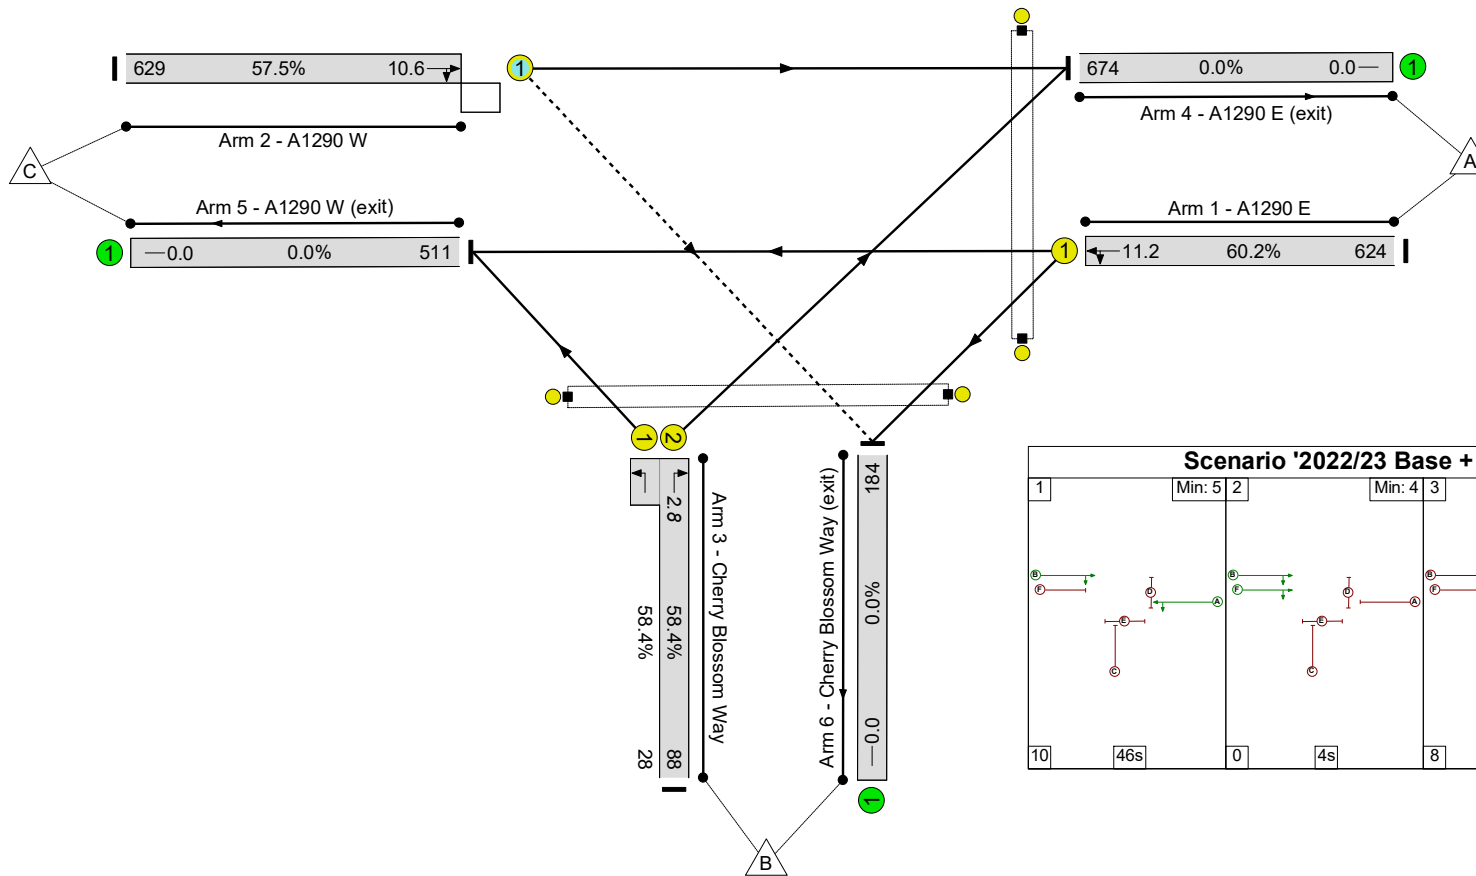 629 57.5% 10.6
1
674 0.0% 0.0
1
Arm 2 - A1290 W
Arm 4 - A1290 E (exit)
C
A
Arm 5 - A1290 W (exit)
Arm 1 - A1290 E
1
0.0 0.0% 511
1
11.2 60.2% 624
1
2
2.8 58.4% 88
58.4% 28
Arm 3 - Cherry Blossom Way
Arm 6 - Cherry Blossom Way (exit)
184 0.0% 0.0
1
B
Scenario '2022/23 Base +
1 Min: 5 2 Min: 4 3
B B B
F F F
D D
A A
E E
C C
10 46s 0 4s 8